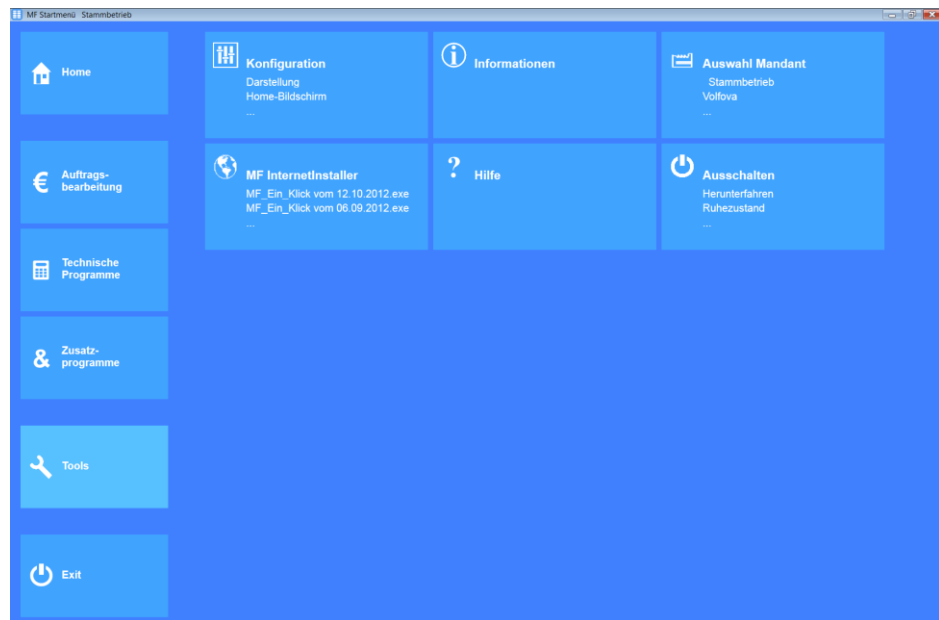 MF Startmenü Stammbetrieb
Home
Auftrags-
bearbeitung
Technische
Programme
Zusatz-
programme
Tools
Exit
Konfiguration
Darstellung
Home-Bildschirm
...
Informationen
Auswahl Mandant
Stammbetrieb
Volfova
...
MF InternetInstaller
MF_Ein_Klick vom 12.10.2012.exe
MF_Ein_Klick vom 06.09.2012.exe
...
Hilfe
Ausschalten
Herunterfahren
Ruhezustand
...